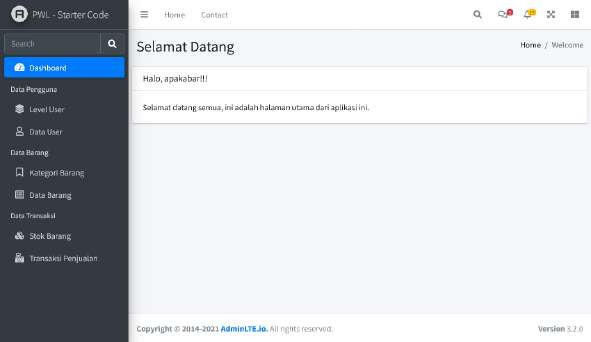 PWL - Starter Code
Home Contact
Search
Selamat Datang
Home / Welcome
Dashboard
Halo, apakabar!!!
Data Pengguna
Selamat datang semua, ini adalah halaman utama dari aplikasi ini.
Level User
Data User
Data Barang
Kategori Barang
Data Barang
Data Transaksi
Stok Barang
Transaksi Penjualan
Copyright © 2014-2021 AdminLTE.io. All rights reserved.
Version 3.2.0